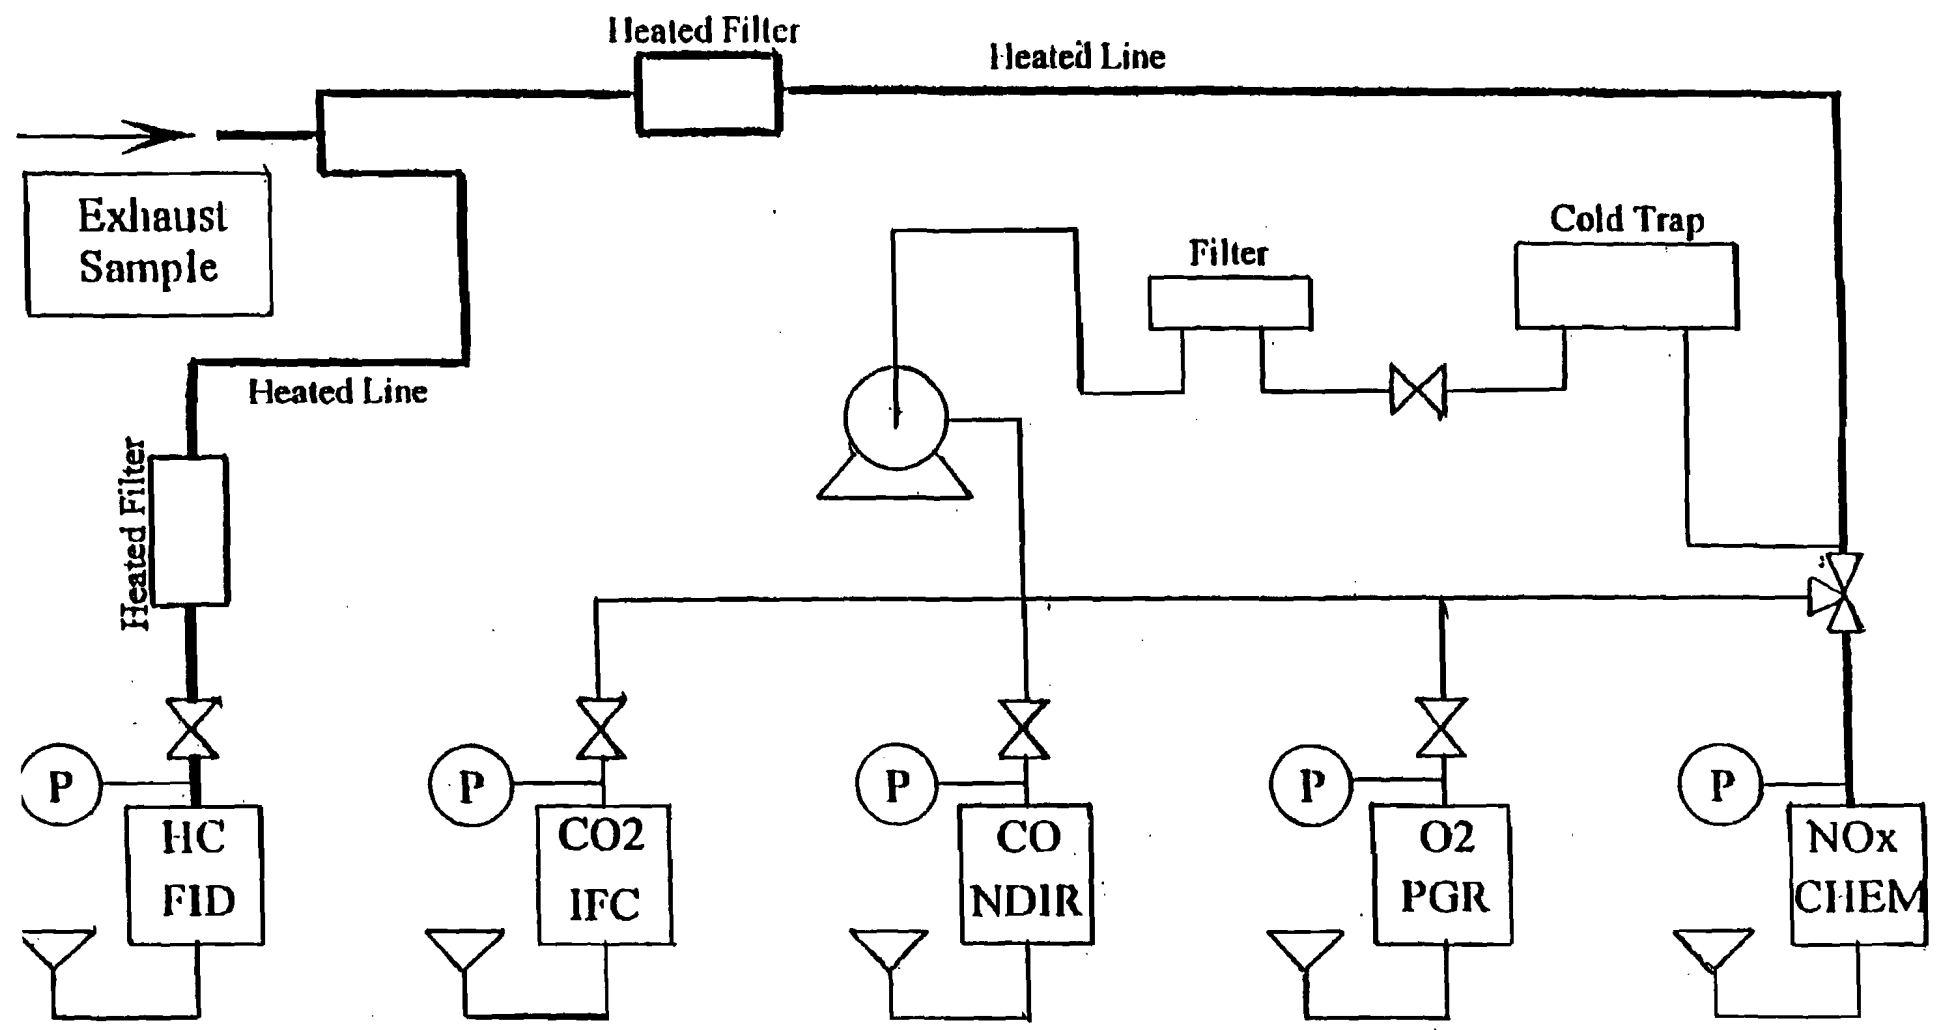 Heated Filter
Heated Line
Exhaust
Sample
Cold Trap
Filter
Heated Line
Heated Filter
P
P
P
P
P
HC
FID
CO2
IFC
CO
NDIR
O2
PGR
NOx
CHEM